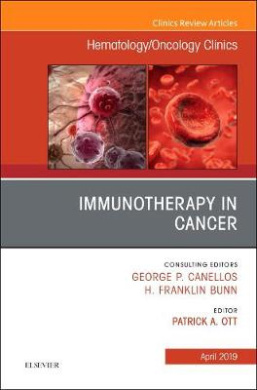 Clinics Review Articles
Hematology/Oncology Clinics
IMMUNOTHERAPY IN
CANCER
CONSULTING EDITORS
GEORGE P. CANELLOS
H. FRANKLIN BUNN
EDITOR
PATRICK A. OTT
ELSEVIER
April 2019